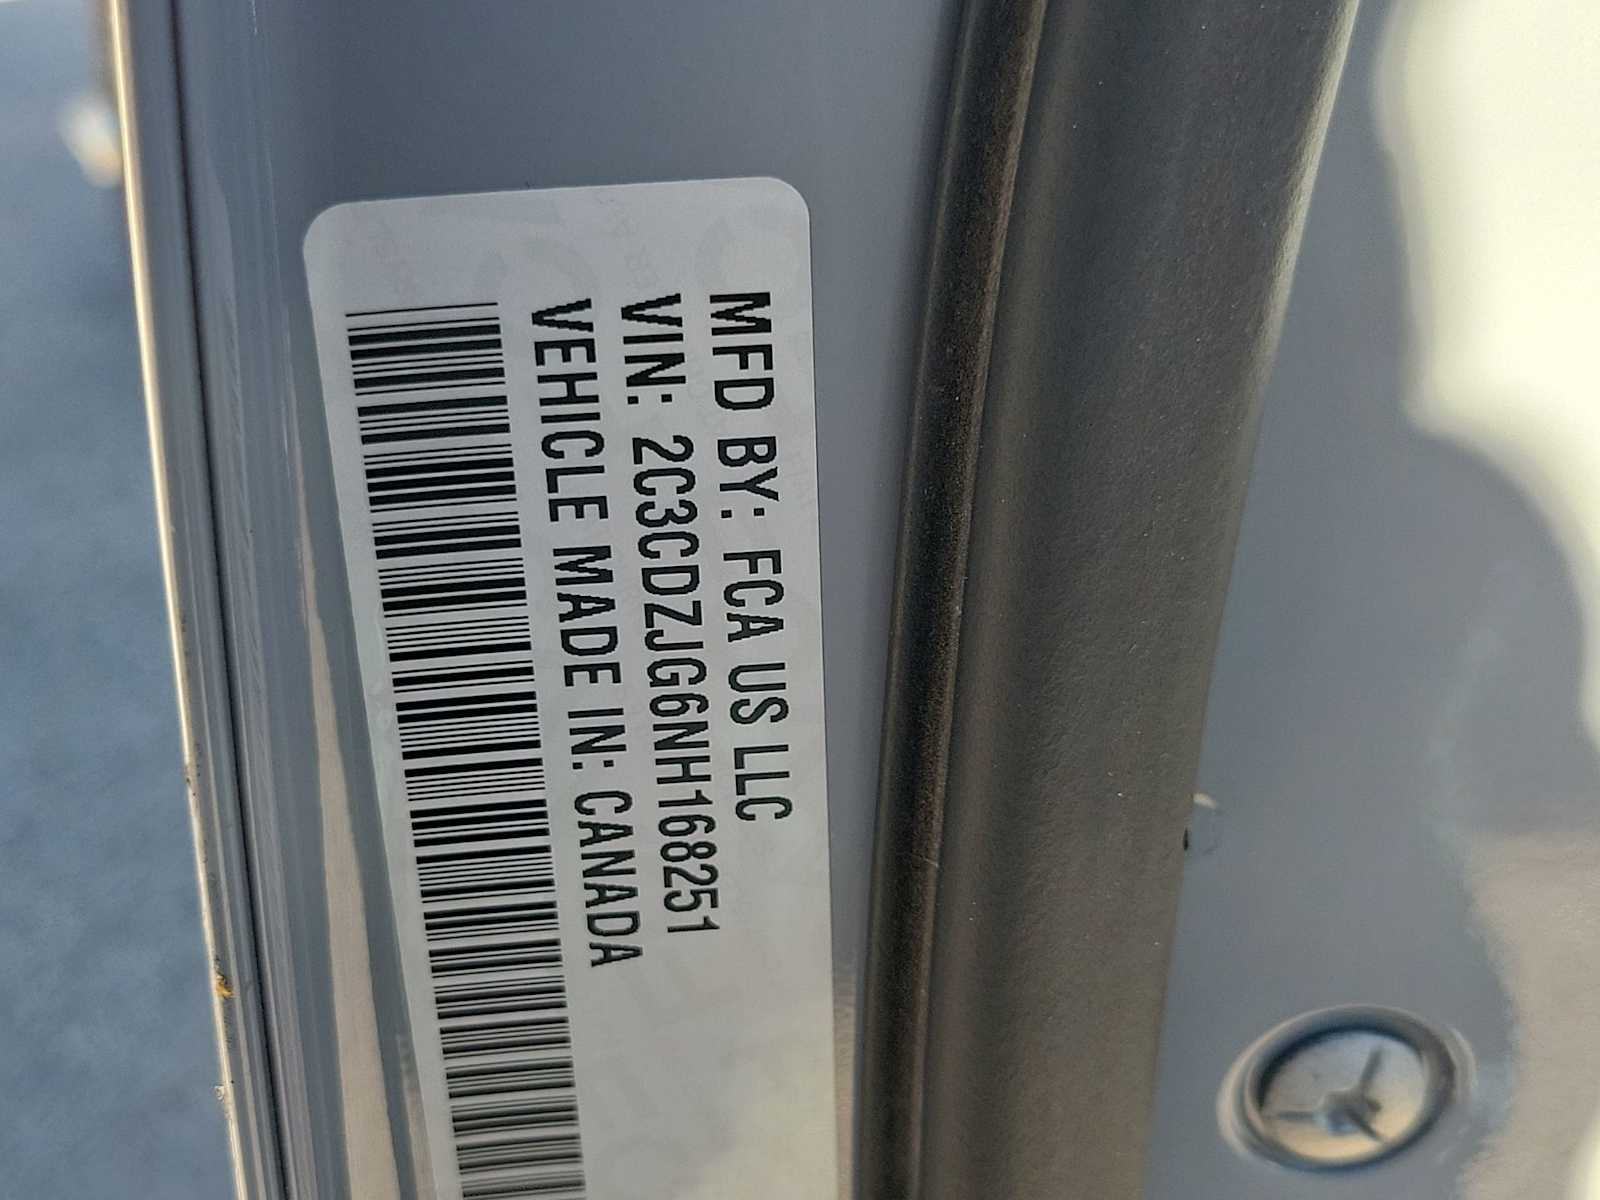 MFD BY: FCA US LLC
VIN: 2C3CDZJG6NH168251
VEHICLE MADE IN: CANADA